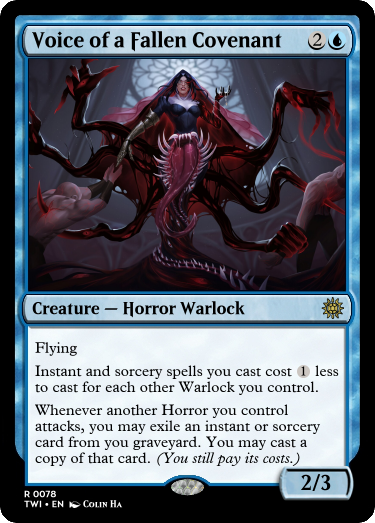 Voice of a Fallen Covenant 2
Creature — Horror Warlock
Flying
Instant and sorcery spells you cast cost 1 less
to cast for each other Warlock you control.
Whenever another Horror you control
attacks, you may exile an instant or sorcery
card from you graveyard. You may cast a
copy of that card. (You still pay its costs.)
2/3
R 0078
TWI • EN Colin Ha